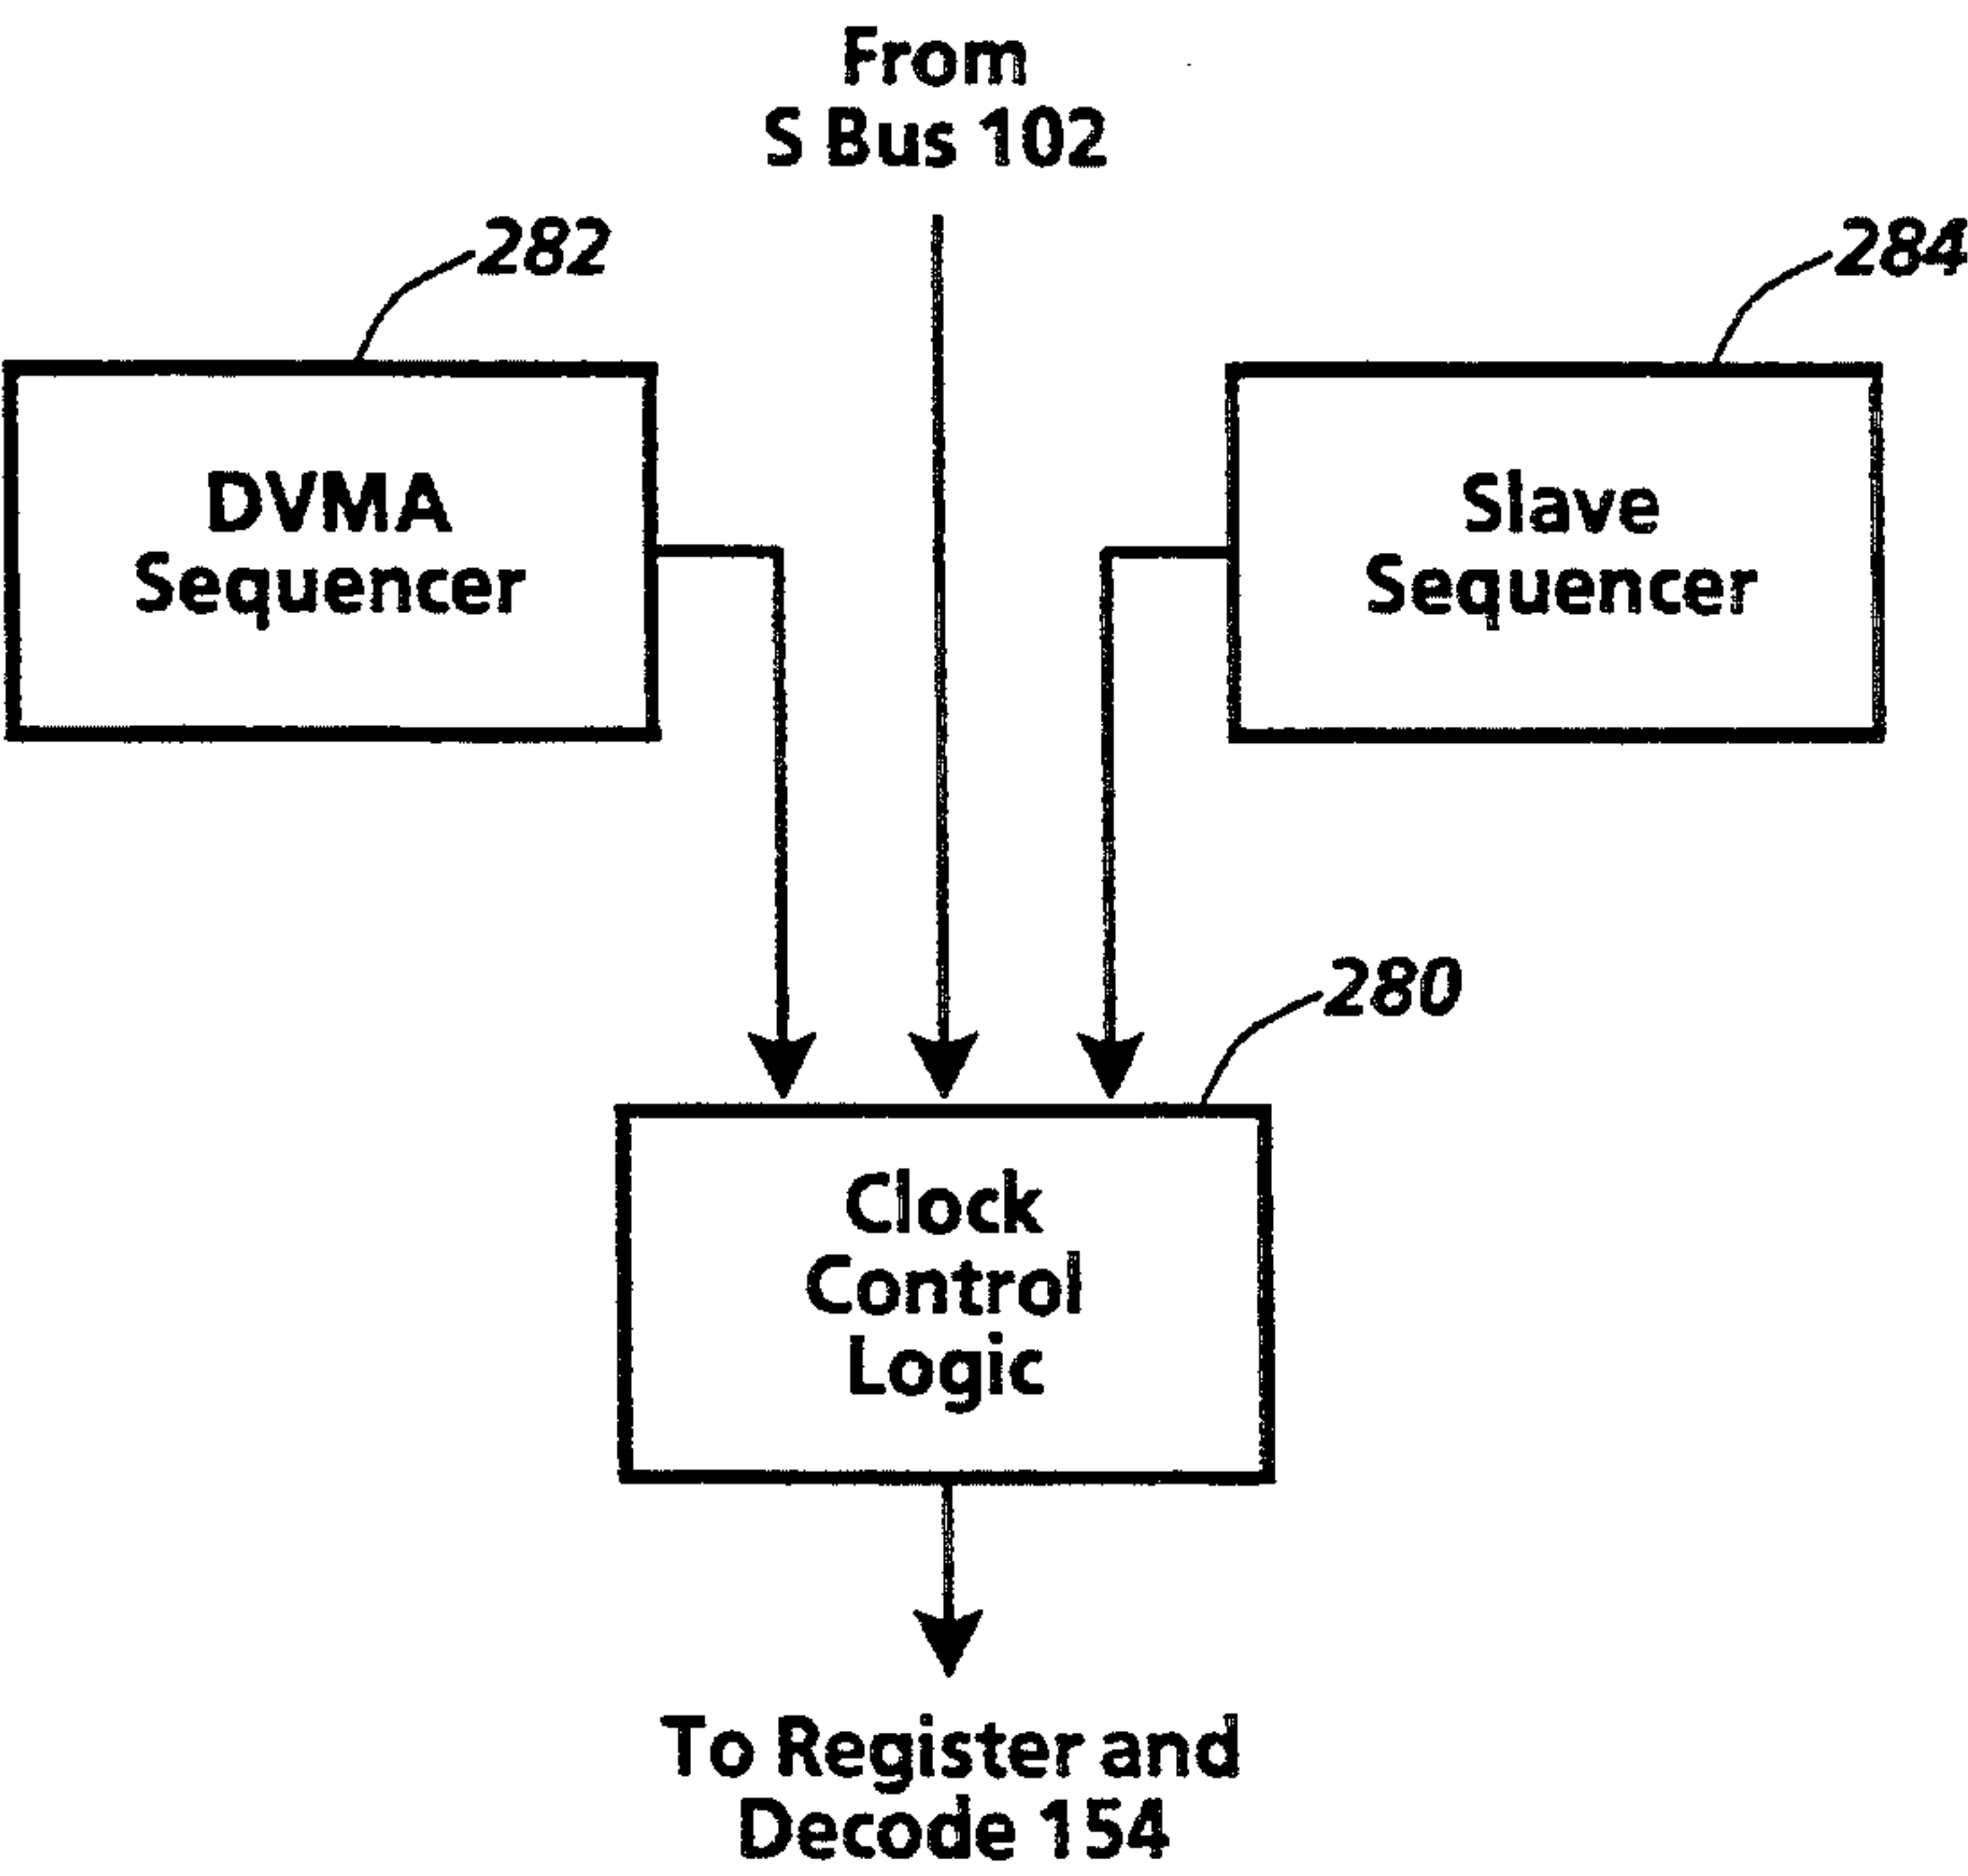 From
S Bus 102
282
284
DVMA
Sequencer
Slave
Sequencer
280
Clock
Control
Logic
To Register and
Decode 154